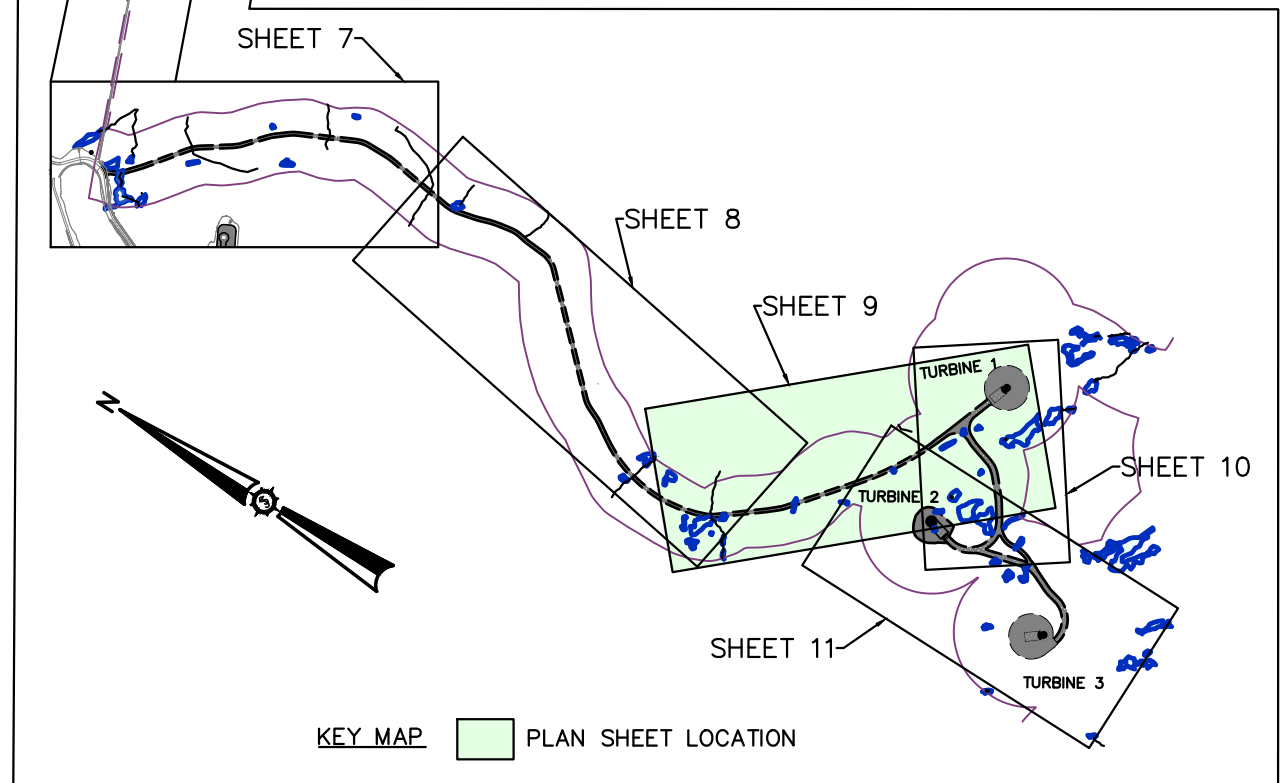 SHEET 7
SHEET 8
SHEET 9
TURBINE 1
N
SHEET 10
TURBINE 2
SHEET 11
TURBINE 3
KEY MAP
PLAN SHEET LOCATION